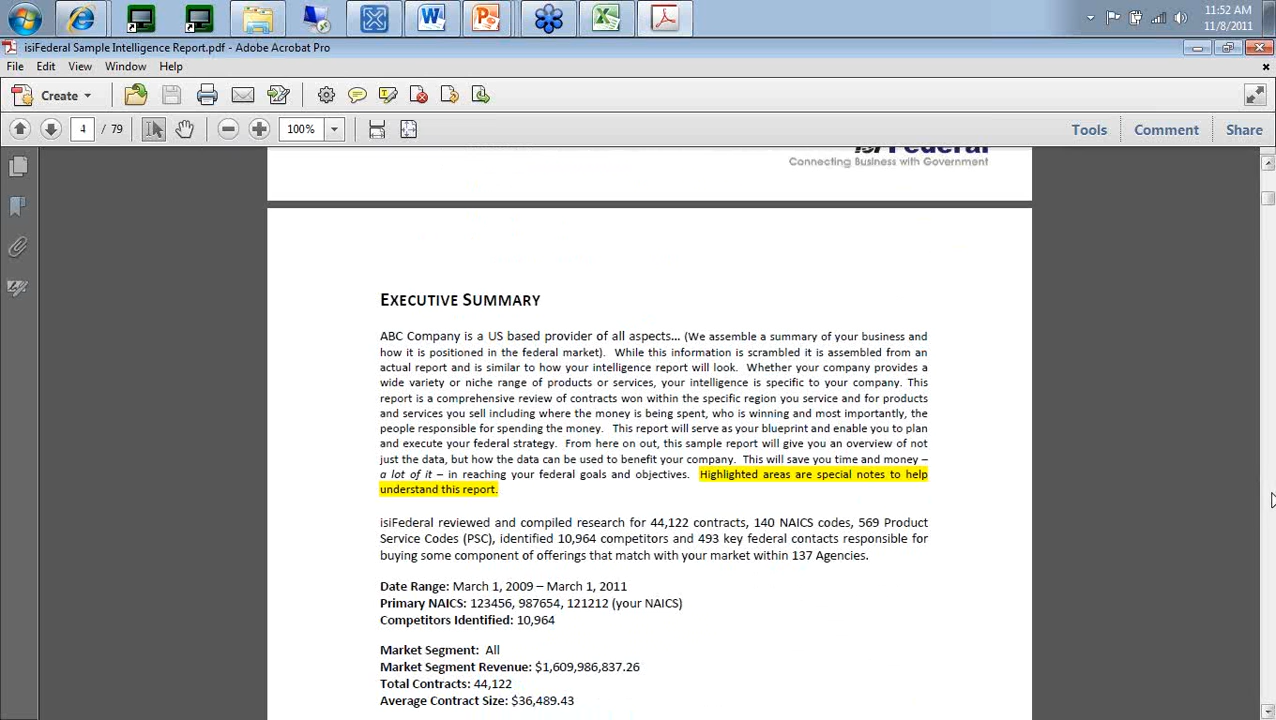 11:52 AM
11/8/2011
isiFederal Sample Intelligence Report.pdf - Adobe Acrobat Pro
File Edit View Window Help
Create
4 / 79 100% Tools Comment Share
isiFederal
Connecting Business with Government
EXECUTIVE SUMMARY
ABC Company is a US based provider of all aspects… (We assemble a summary of your business and
how it is positioned in the federal market). While this information is scrambled it is assembled from an
actual report and is similar to how your intelligence report will look. Whether your company provides a
wide variety or niche range of products or services, your intelligence is specific to your company. This
report is a comprehensive review of contracts won within the specific region you service and for products
and services you sell including where the money is being spent, who is winning and most importantly, the
people responsible for spending the money. This report will serve as your blueprint and enable you to plan
and execute your federal strategy. From here on out, this sample report will give you an overview of not
just the data, but how the data can be used to benefit your company. This will save you time and money –
a lot of it – in reaching your federal goals and objectives. Highlighted areas are special notes to help
understand this report.
isiFederal reviewed and compiled research for 44,122 contracts, 140 NAICS codes, 569 Product
Service Codes (PSC), identified 10,964 competitors and 493 key federal contacts responsible for
buying some component of offerings that match with your market within 137 Agencies.
Date Range: March 1, 2009 – March 1, 2011
Primary NAICS: 123456, 987654, 121212 (your NAICS)
Competitors Identified: 10,964
Market Segment: All
Market Segment Revenue: $1,609,986,837.26
Total Contracts: 44,122
Average Contract Size: $36,489.43